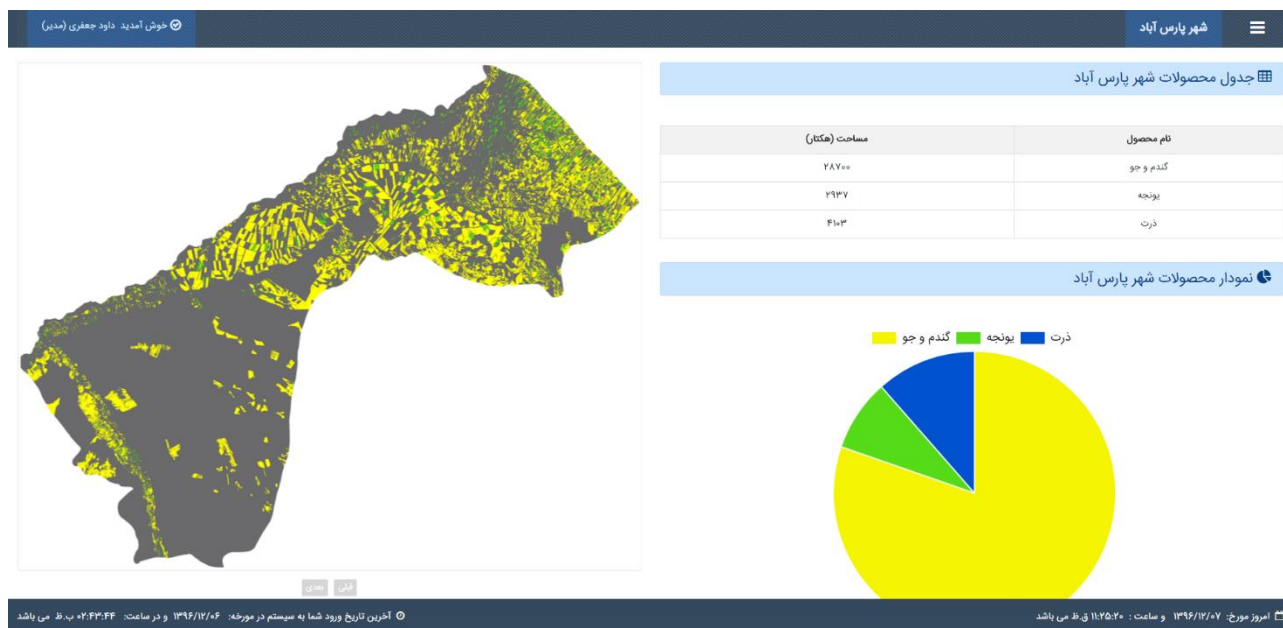 شهر پارس آباد
خوش آمدید داود جعفری (مدیر)
جدول محصولات شهر پارس آباد
نام محصول مساحت (هکتار)
گندم و جو ۲۸۷۰۰
یونجه ۲۹۳۷
ذرت ۴۱۰۳
نمودار محصولات شهر پارس آباد
ذرت یونجه گندم و جو
قبلی بعدی
امروز مورخ: ۱۳۹۶/۱۲/۰۷ و ساعت : ۱۱:۲۵:۲۰ ق.ظ می باشد
آخرین تاریخ ورود شما به سیستم در مورخه: ۱۳۹۶/۱۲/۰۶ و در ساعت: ۰۲:۴۳:۴۴ ب.ظ می باشد